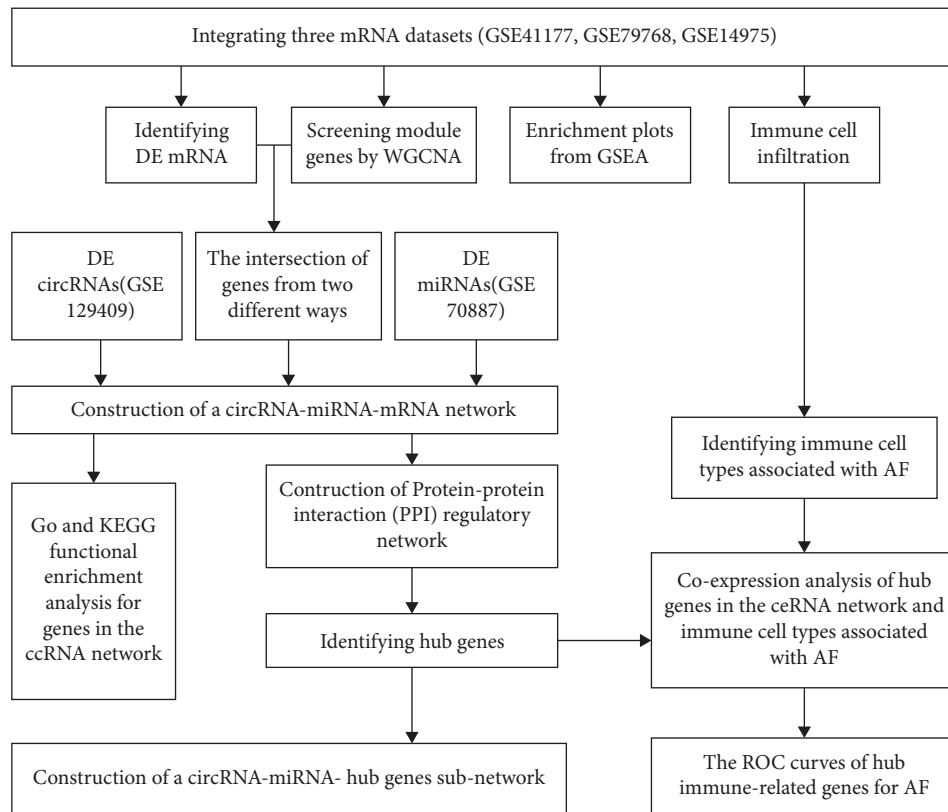 Integrating three mRNA datasets (GSE41177, GSE79768, GSE14975)
Identifying
DE mRNA
Screening module
genes by WGCNA
Enrichment plots
from GSEA
Immune cell
infiltration
DE
circRNAs(GSE
129409)
The intersection of
genes from two
different ways
DE
miRNAs(GSE
70887)
Construction of a circRNA-miRNA-mRNA network
Identifying immune cell
types associated with AF
Go and KEGG
functional
enrichment
analysis for
genes in the
ccRNA network
Contruction of Protein-protein
interaction (PPI) regulatory
network
Co-expression analysis of hub
genes in the ceRNA network and
immune cell types associated
with AF
Identifying hub genes
Construction of a circRNA-miRNA- hub genes sub-network
The ROC curves of hub
immune-related genes for AF